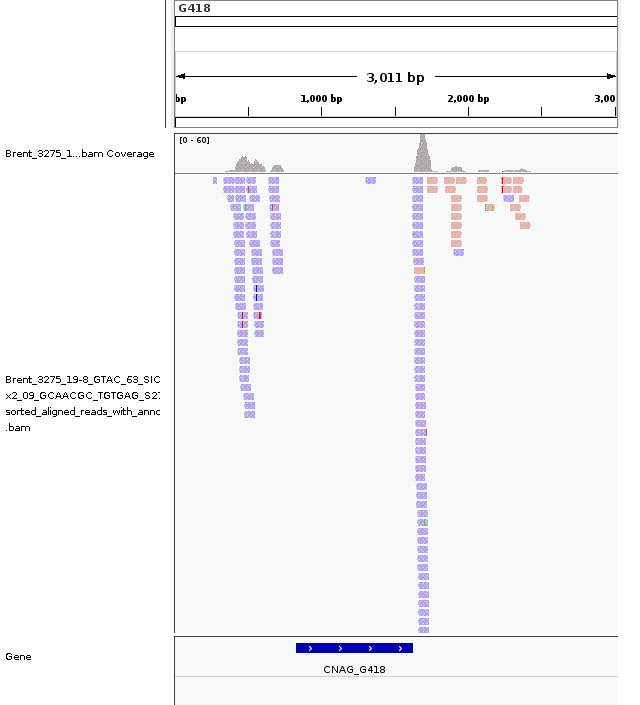 G418
3,011 bp
bp 1,000 bp 2,000 bp 3,00
[0 - 60]
Brent_3275_1...bam Coverage
Brent_3275_19-8_GTAC_63_SIC
x2_09_GCAACGC_TGTGAG_S27
sorted_aligned_reads_with_annc
.bam
Gene
CNAG_G418